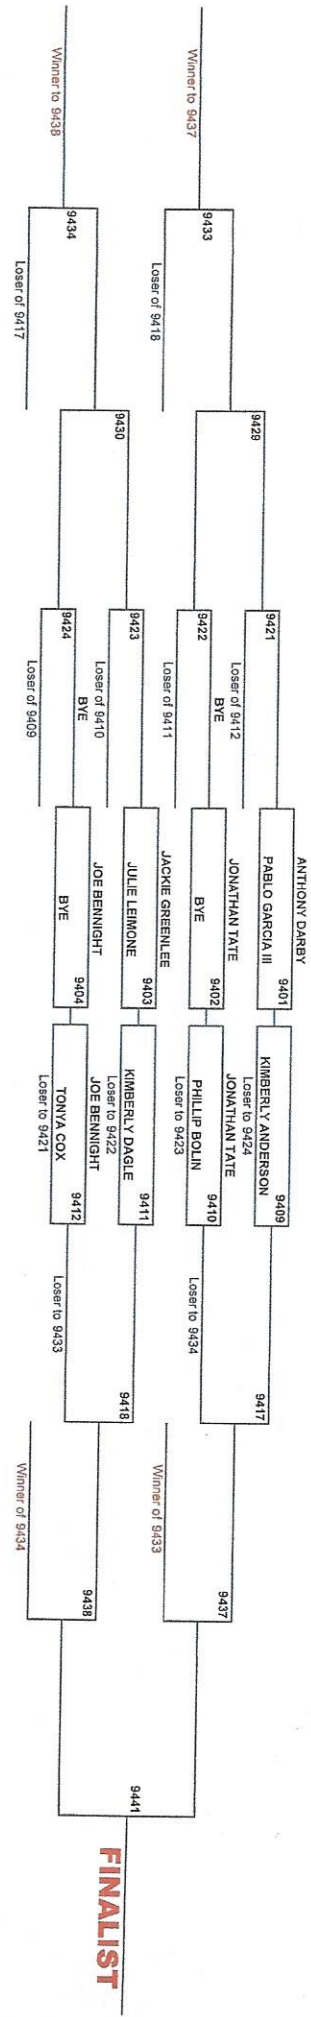 Winner to 9437
Winner to 9438
9433
Loser of 9418
9434
Loser of 9417
9429
9430
9421
Loser of 9412
BYE
9422
Loser of 9411
9423
Loser of 9410
BYE
9424
Loser of 9409
ANTHONY DARBY
9401
PABLO GARCIA III
JONATHAN TATE
9402
BYE
JACKIE GREENLEE
9403
JULIE LEIMONE
JOE BENNIGHT
9404
BYE
9409
KIMBERLY ANDERSON
Loser to 9424
JONATHAN TATE
9410
PHILLIP BOLIN
Loser to 9423
9411
KIMBERLY DAGLE
Loser to 9422
JOE BENNIGHT
9412
TONYA COX
Loser to 9421
9417
Loser to 9434
9418
Loser to 9433
9437
Winner of 9433
9438
Winner of 9434
9441
FINALIST